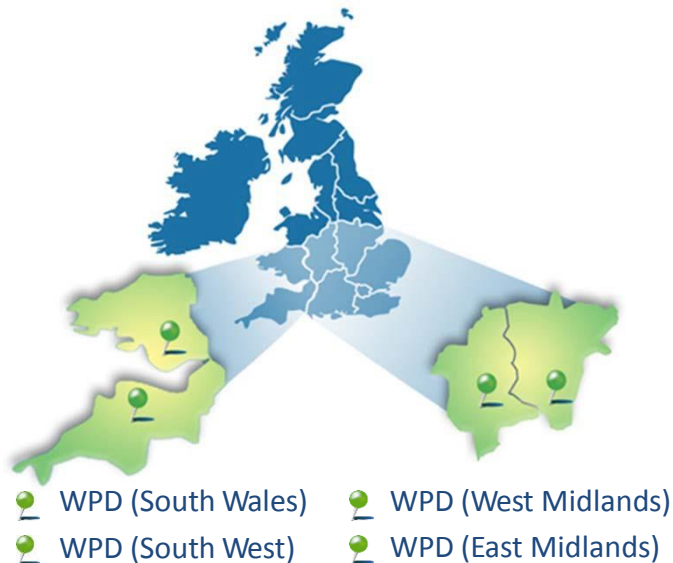 WPD (South Wales)
WPD (West Midlands)
WPD (South West)
WPD (East Midlands)